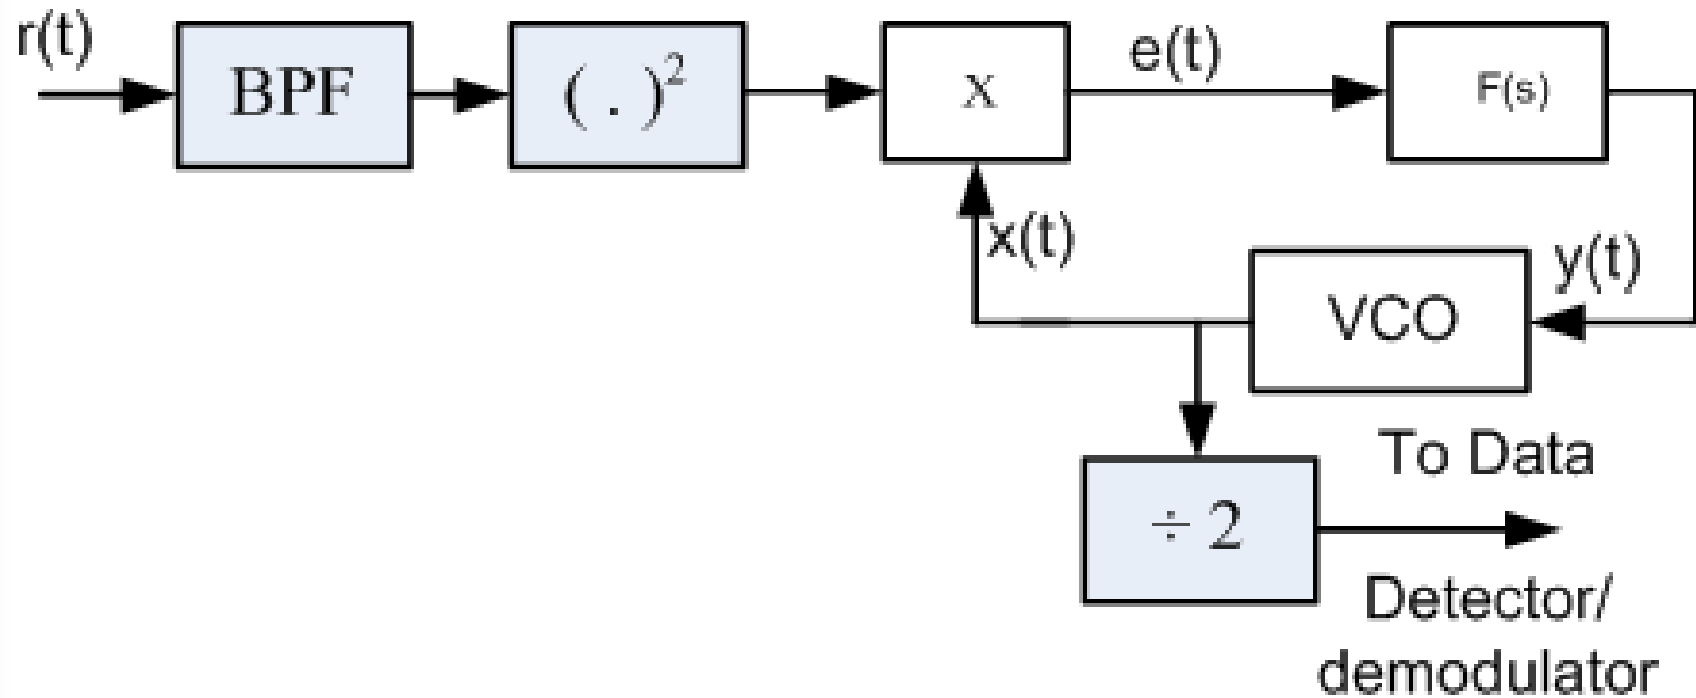 r(t)
BPF
( . )²
X
e(t)
F(s)
x(t)
VCO
y(t)
÷ 2
To Data
Detector/
demodulator